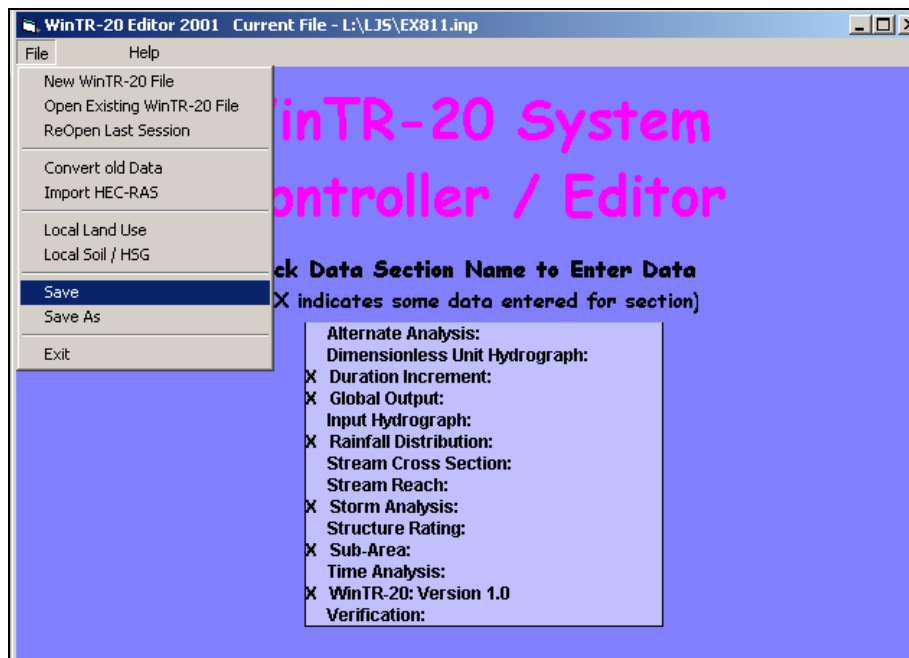 WinTR-20 Editor 2001 Current File - L:\LJS\EX811.inp
File Help
New WinTR-20 File
Open Existing WinTR-20 File
ReOpen Last Session
Convert old Data
Import HEC-RAS
Local Land Use
Local Soil / HSG
Save
Save As
Exit
inTR-20 System
ontroller / Editor
ck Data Section Name to Enter Data
X indicates some data entered for section)
Alternate Analysis:
Dimensionless Unit Hydrograph:
X Duration Increment:
X Global Output:
Input Hydrograph:
X Rainfall Distribution:
Stream Cross Section:
Stream Reach:
X Storm Analysis:
Structure Rating:
X Sub-Area:
Time Analysis:
X WinTR-20: Version 1.0
Verification: